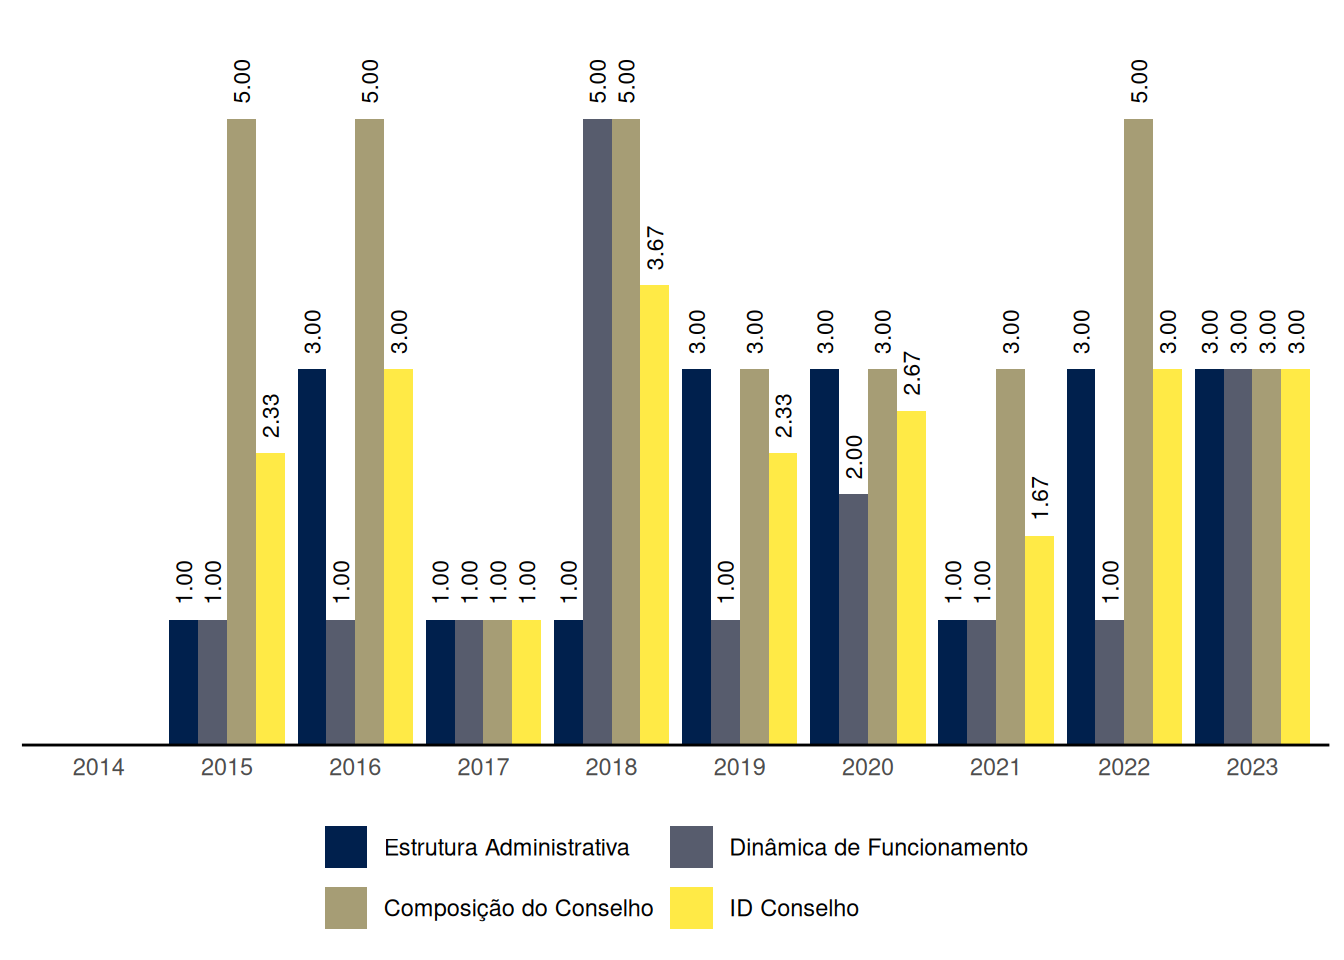 5.00 5.00 5.00 5.00 5.00
3.67
3.00 3.00 3.00 3.00 3.00 3.00 3.00 3.00 3.00 3.00 3.00 3.00 3.00
2.33 2.33 2.67
2.00
1.67
1.00 1.00 1.00 1.00 1.00 1.00 1.00 1.00 1.00 1.00 1.00 1.00
2014 2015 2016 2017 2018 2019 2020 2021 2022 2023
Estrutura Administrativa Dinâmica de Funcionamento
Composição do Conselho ID Conselho